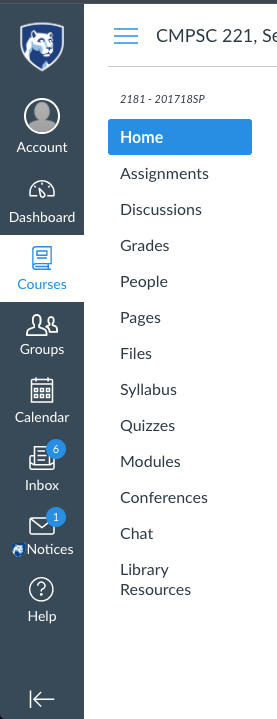 Account
Dashboard
Courses
Groups
Calendar
6
Inbox
1
Notices
Help
CMPSC 221, Se
2181 - 201718SP
Home
Assignments
Discussions
Grades
People
Pages
Files
Syllabus
Quizzes
Modules
Conferences
Chat
Library
Resources